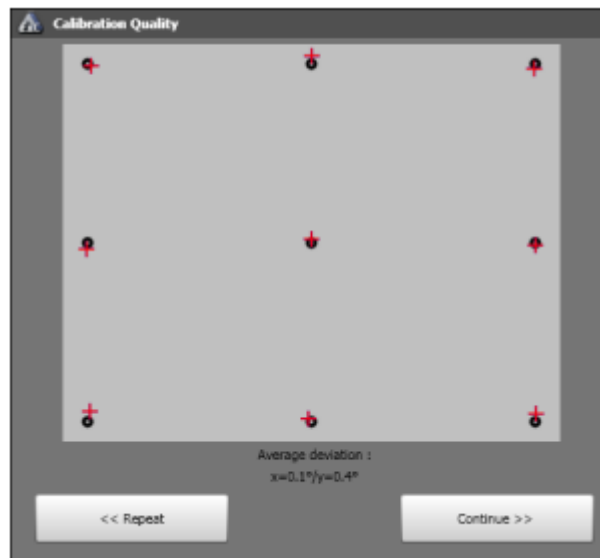 Calibration Quality
Average deviation :
x=0.1°/y=0.4°
<< Repeat
Continue >>